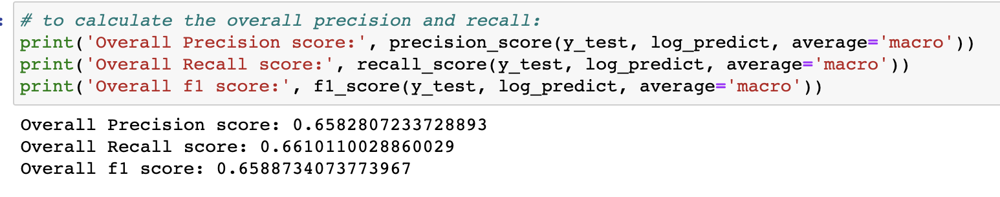 :
# to calculate the overall precision and recall:
print('Overall Precision score:', precision_score(y_test, log_predict, average='macro'))
print('Overall Recall score:', recall_score(y_test, log_predict, average='macro'))
print('Overall f1 score:', f1_score(y_test, log_predict, average='macro'))
Overall Precision score: 0.6582807233728893
Overall Recall score: 0.6610110028860029
Overall f1 score: 0.6588734073773967